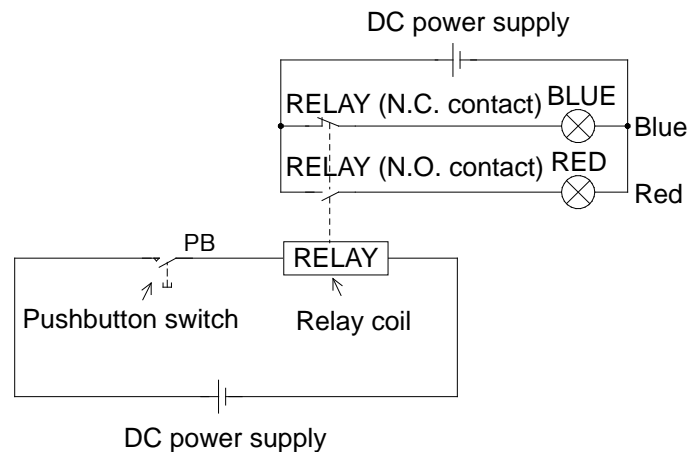 DC power supply
RELAY (N.C. contact) BLUE
Blue
RELAY (N.O. contact) RED
Red
PB
RELAY
Pushbutton switch
Relay coil
DC power supply